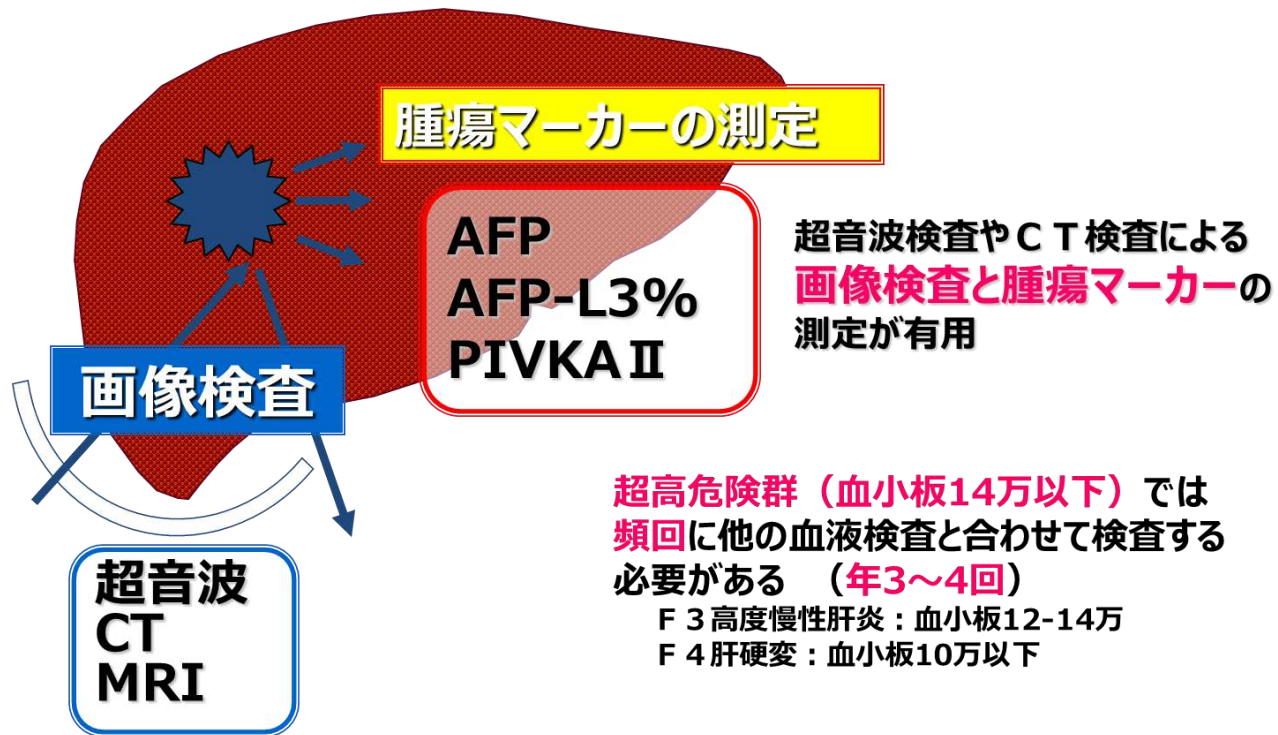 腫瘍マーカーの測定
AFP
AFP-L3%
PIVKAⅡ
超音波検査やCT検査による
画像検査と腫瘍マーカーの
測定が有用
画像検査
超音波
CT
MRI
超高危険群（血小板14万以下）では
頻回に他の血液検査と合わせて検査する
必要がある （年3～4回）
F３高度慢性肝炎：血小板12-14万
F４肝硬変：血小板10万以下